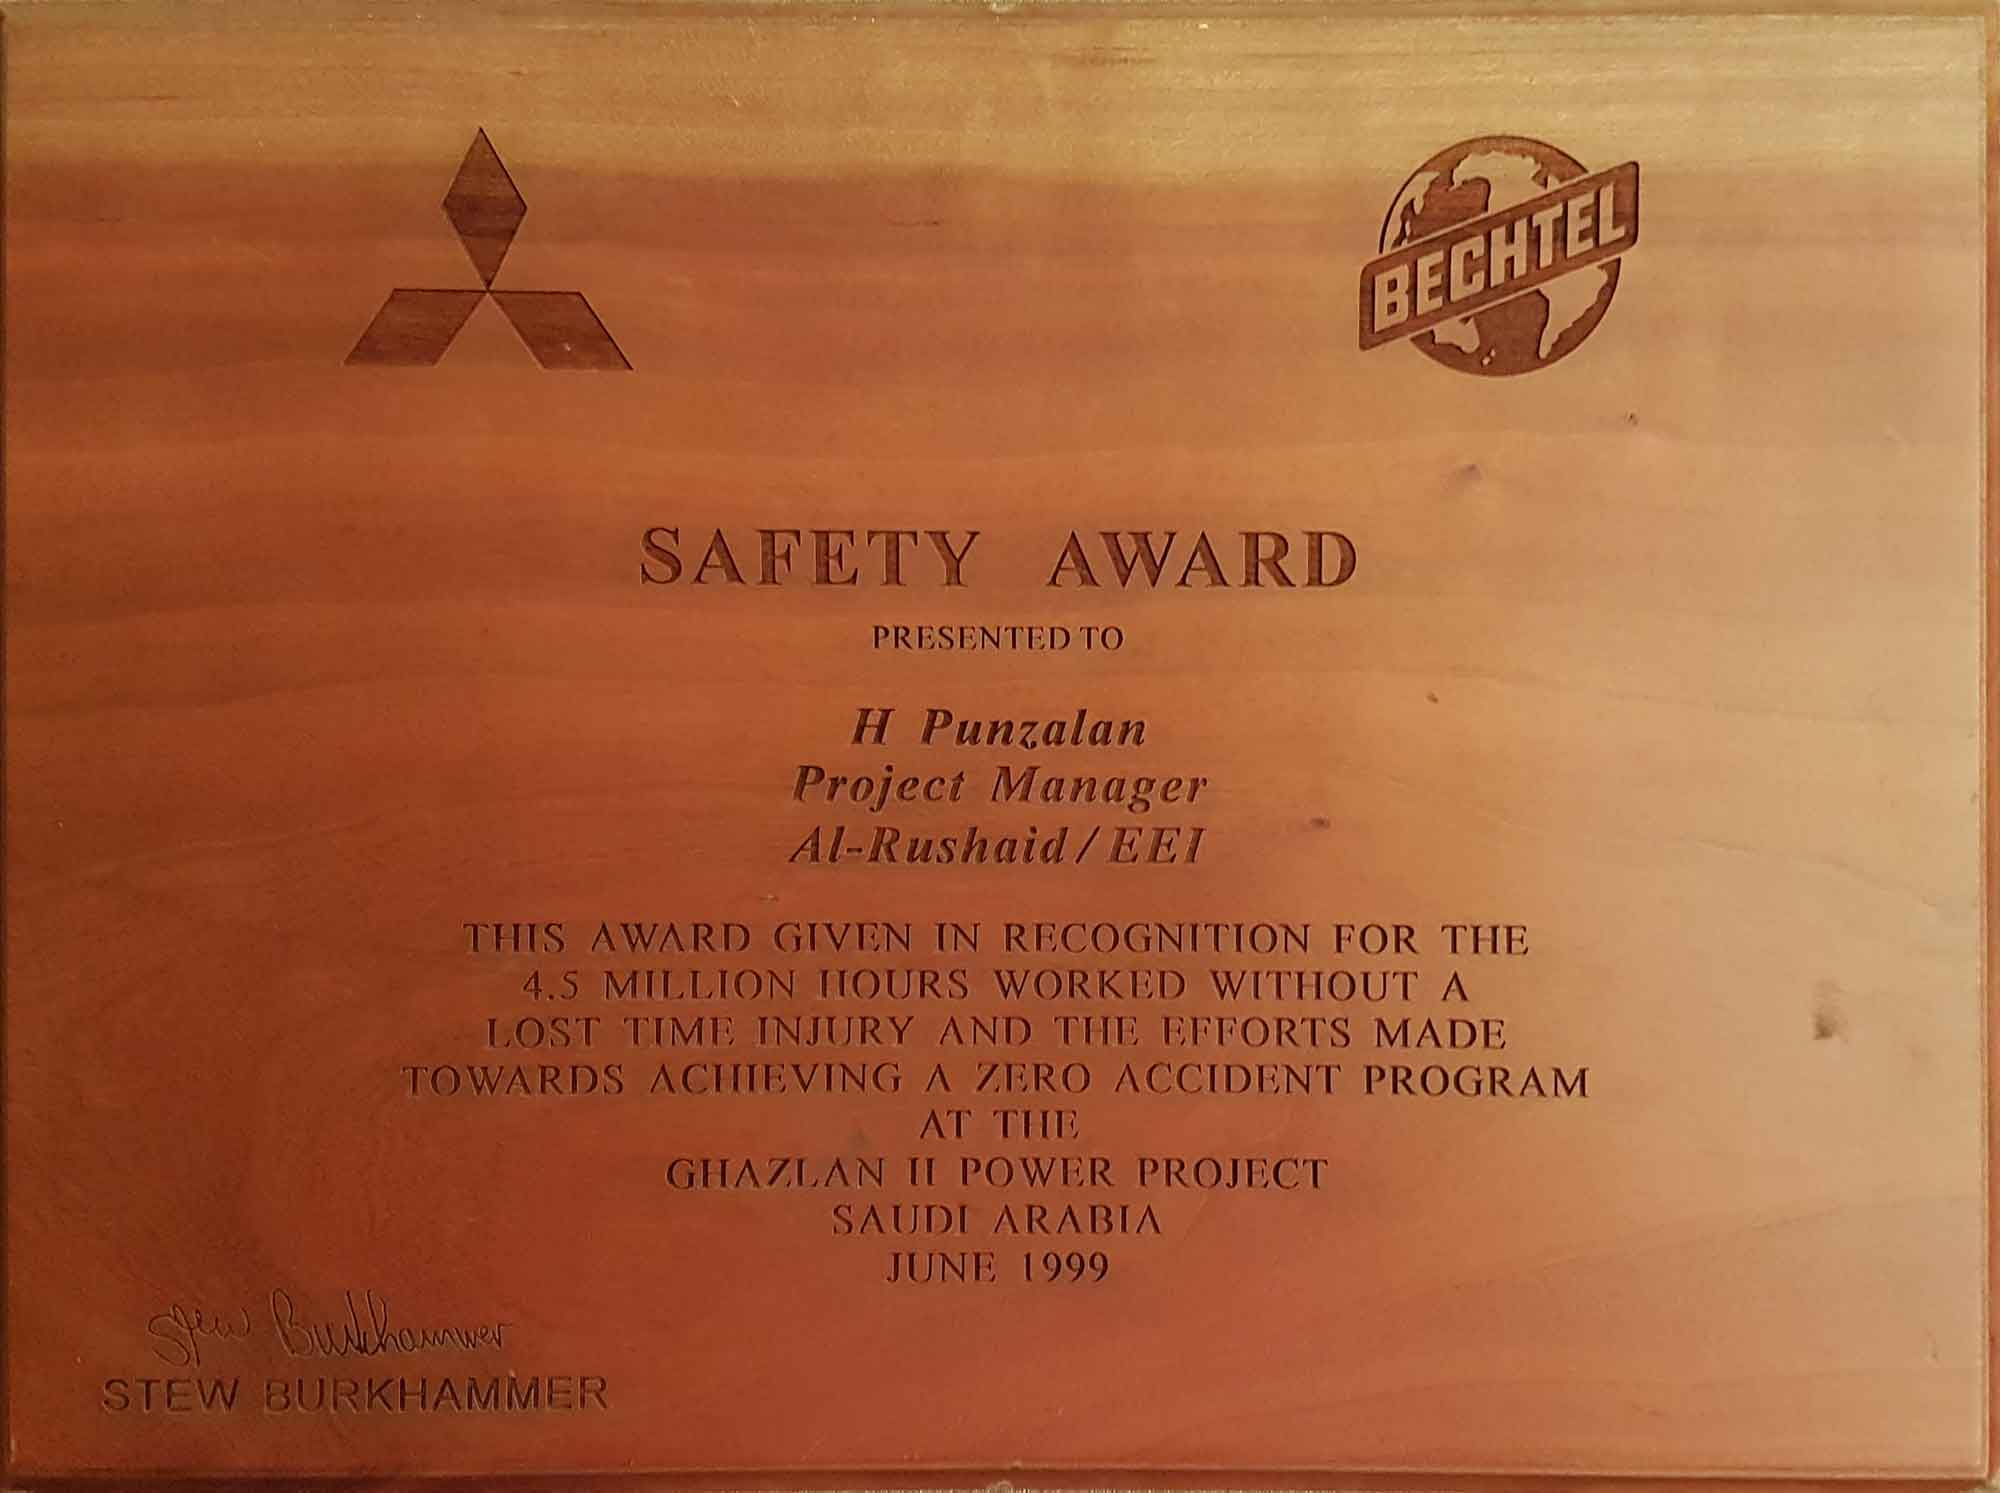 BECHTEL
SAFETY AWARD
PRESENTED TO
H Punzalan
Project Manager
Al-Rushaid/EEI
THIS AWARD GIVEN IN RECOGNITION FOR THE
4.5 MILLION HOURS WORKED WITHOUT A
LOST TIME INJURY AND THE EFFORTS MADE
TOWARDS ACHIEVING A ZERO ACCIDENT PROGRAM
AT THE
GHAZLAN II POWER PROJECT
SAUDI ARABIA
JUNE 1999
Stew Burkhammer
STEW BURKHAMMER